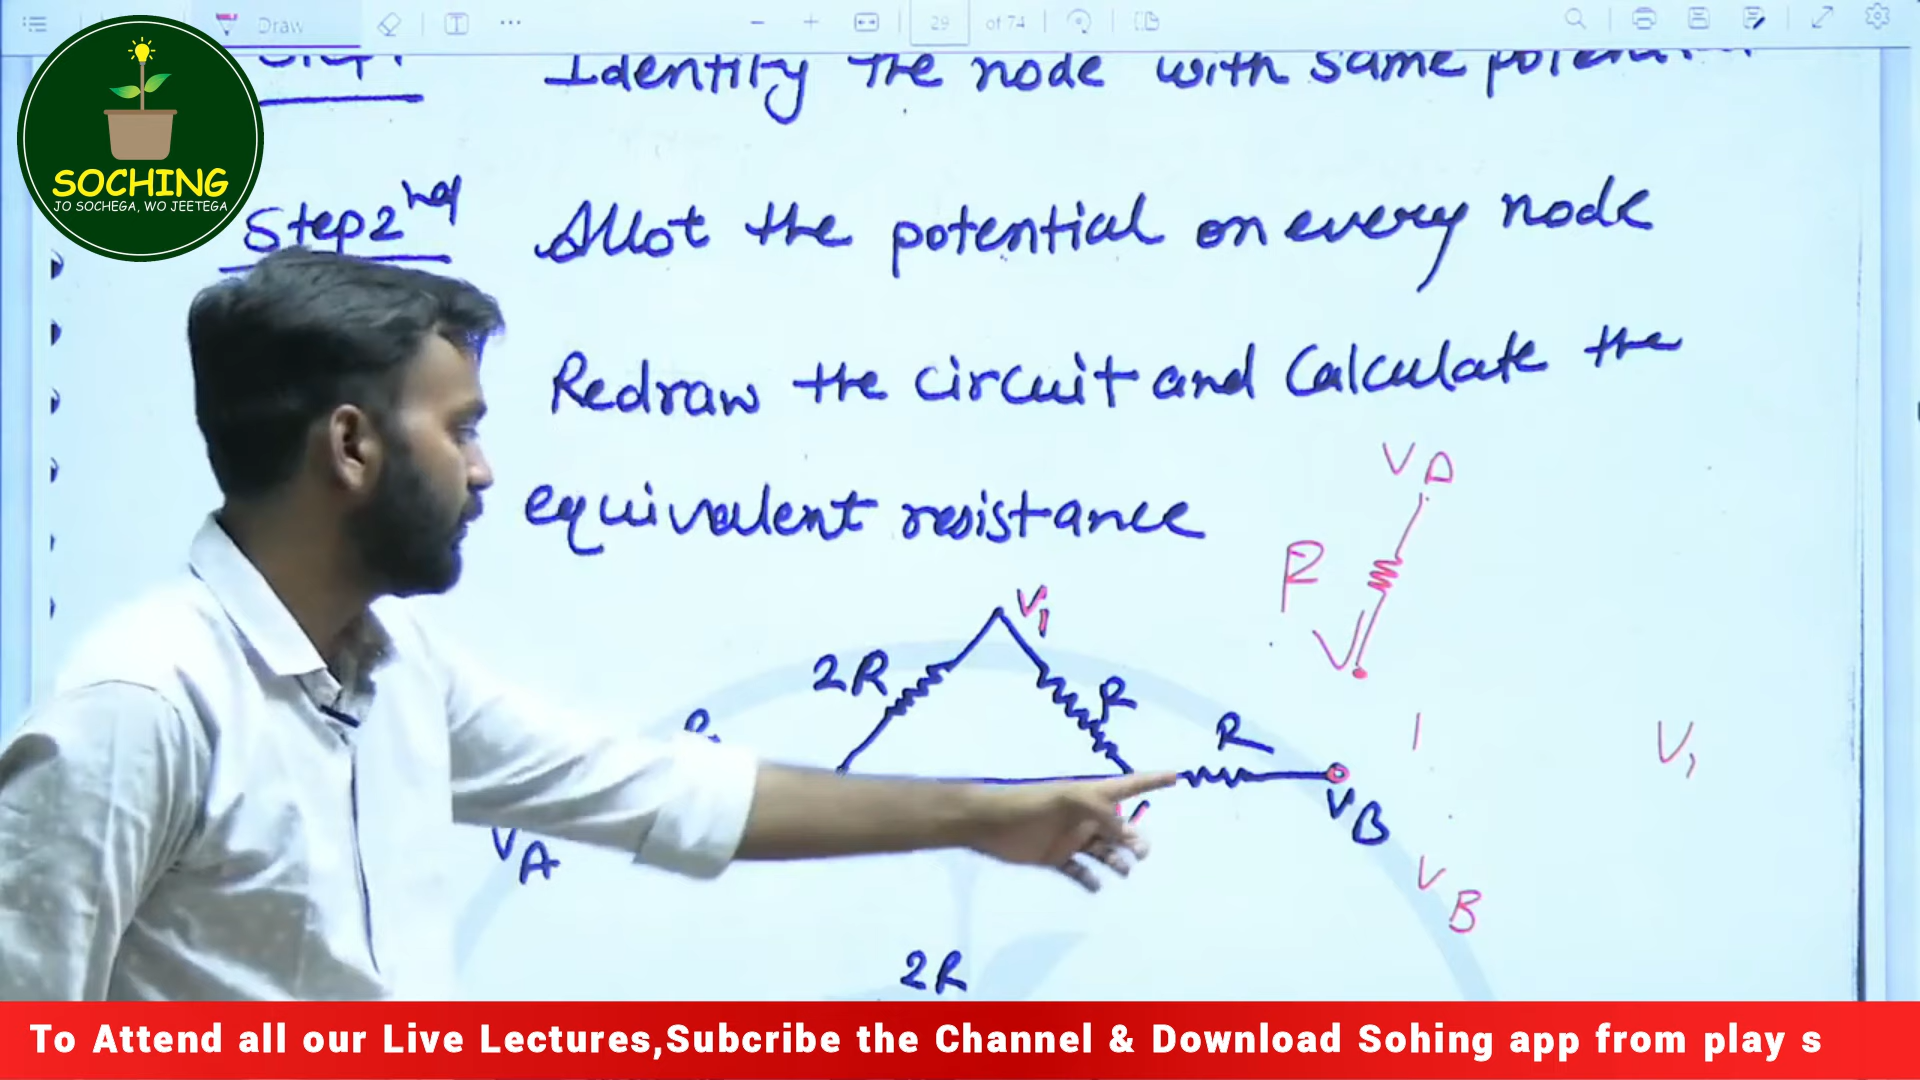 Draw
29 of 74
Identify the node with same potential
SOCHING
JO SOCHEGA, WO JEETEGA
Step 2nd Allot the potential on every node
Redraw the circuit and Calculate the
equivalent resistance
VA
R
V
V1
2R
R
R
V1
VB
VA
VB
2R
To Attend all our Live Lectures,Subcribe the Channel & Download Sohing app from play s